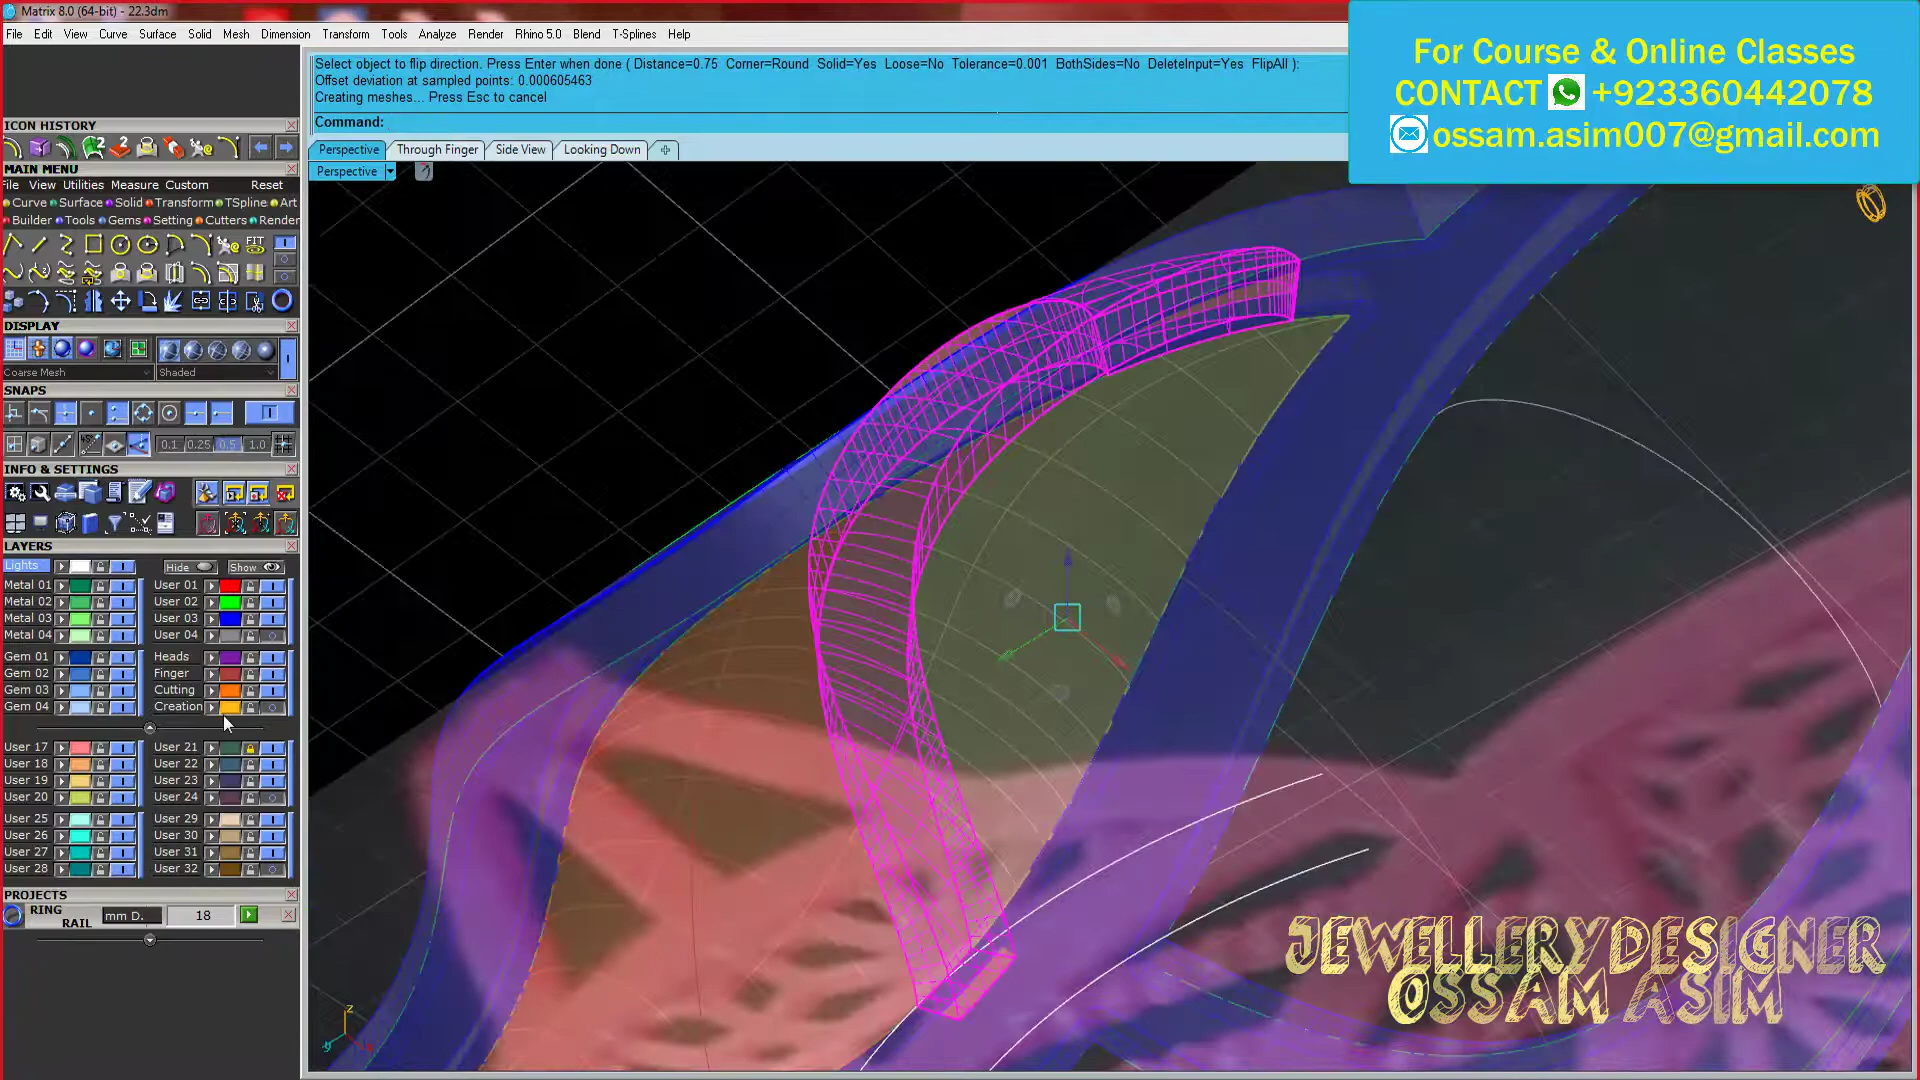 Matrix 8.0 (64-bit) - 22.3dm
File Edit View Curve Surface Solid Mesh Dimension Transform Tools Analyze Render Rhino 5.0 Blend T-Splines Help
Select object to flip direction. Press Enter when done ( Distance=0.75 Corner=Round Solid=Yes Loose=No Tolerance=0.001 BothSides=No DeleteInput=Yes FlipAll ):
Offset deviation at sampled points: 0.000605463
Creating meshes... Press Esc to cancel
Command:
For Course & Online Classes
CONTACT +923360442078
ossam.asim007@gmail.com
Perspective Through Finger Side View Looking Down
Perspective
ICON HISTORY
MAIN MENU
File View Utilities Measure Custom Reset
Curve Surface Solid Transform TSpline Art
Builder Tools Gems Setting Cutters Render
FIT
DISPLAY
Coarse Mesh Shaded
SNAPS
0.1 0.25 0.5 1.0
INFO & SETTINGS
LAYERS
Lights Hide Show
Metal 01 User 01
Metal 02 User 02
Metal 03 User 03
Metal 04 User 04
Gem 01 Heads
Gem 02 Finger
Gem 03 Cutting
Gem 04 Creation
User 17 User 21
User 18 User 22
User 19 User 23
User 20 User 24
User 25 User 29
User 26 User 30
User 27 User 31
User 28 User 32
PROJECTS
RING RAIL mm D. 18
z
y
x
JEWELLERYDESIGNER
OSSAM ASIM